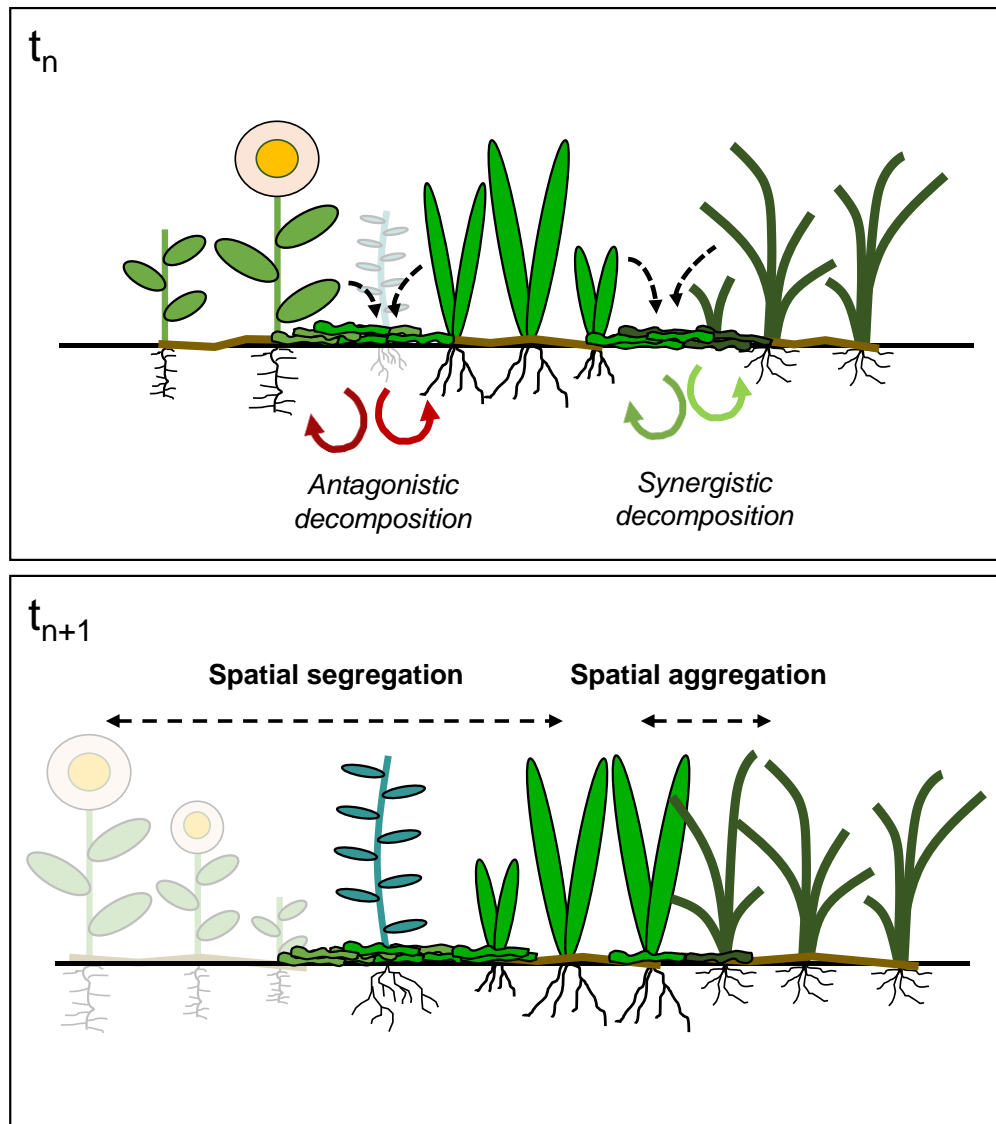 tn
Antagonistic
decomposition
Synergistic
decomposition
tn+1
Spatial segregation
Spatial aggregation